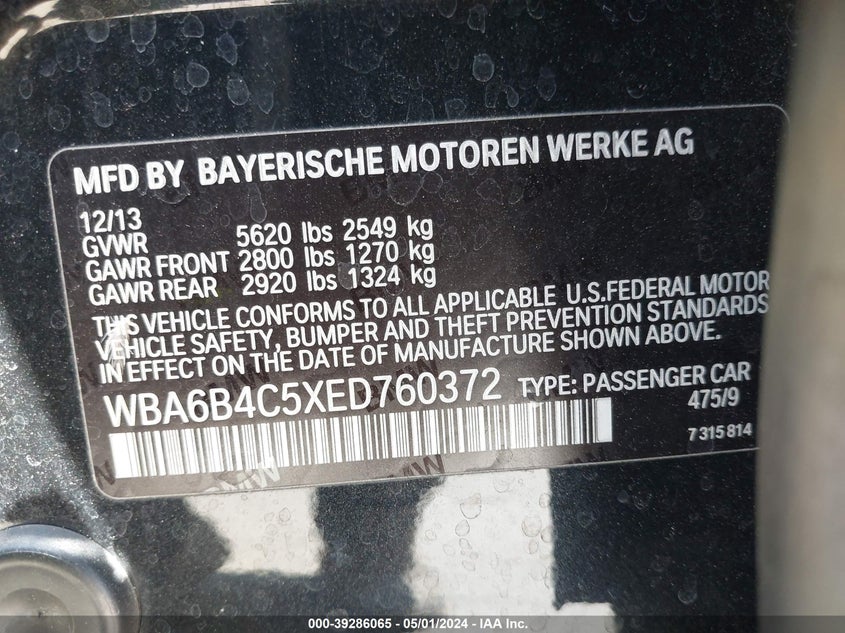 MFD BY BAYERISCHE MOTOREN WERKE AG
12/13
GVWR 5620 lbs 2549 kg
GAWR FRONT 2800 lbs 1270 kg
GAWR REAR 2920 lbs 1324 kg
THIS VEHICLE CONFORMS TO ALL APPLICABLE U.S.FEDERAL MOTOR
VEHICLE SAFETY, BUMPER AND THEFT PREVENTION STANDARDS
IN EFFECT ON THE DATE OF MANUFACTURE SHOWN ABOVE.
WBA6B4C5XED760372 TYPE: PASSENGER CAR
475/9
7315814
000-39286065 - 05/01/2024 - IAA Inc.